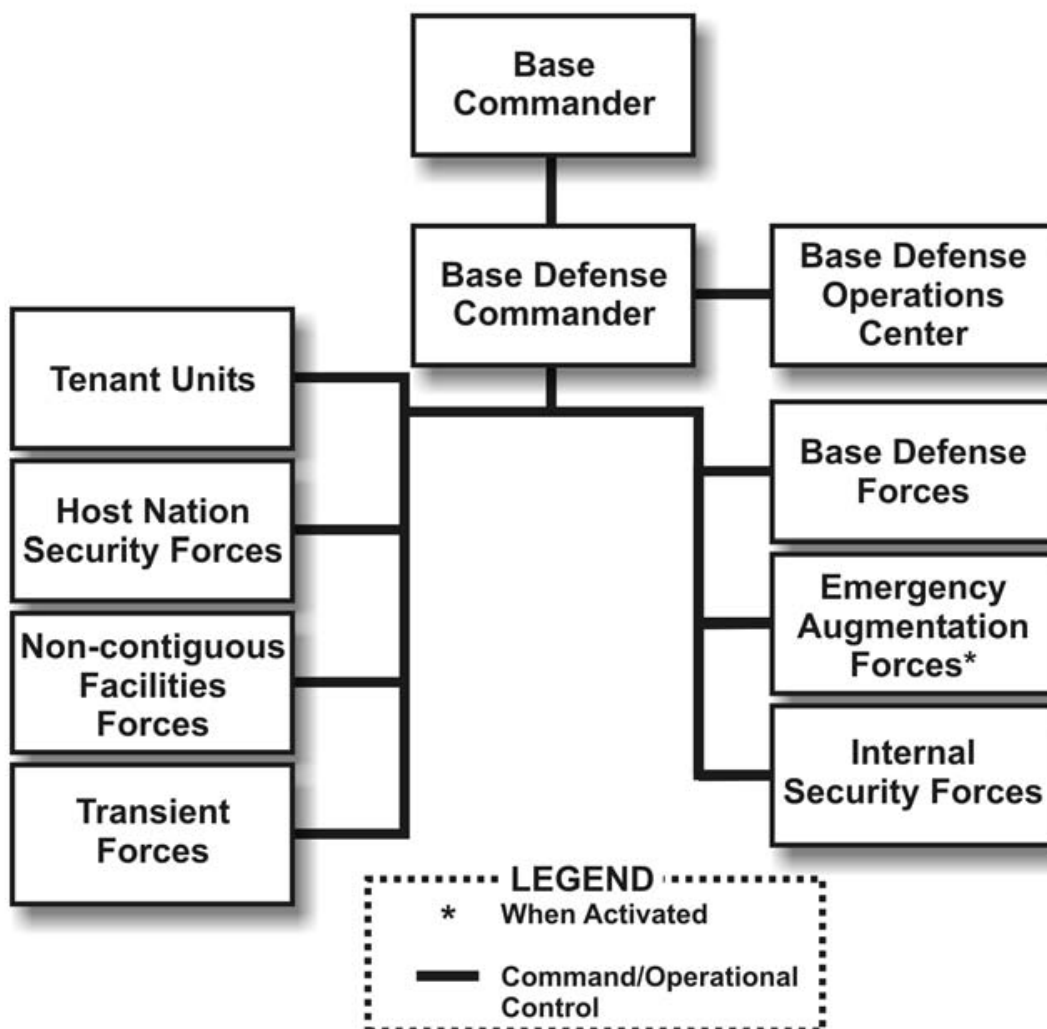 Base
Commander
Base Defense
Commander
Base Defense
Operations
Center
Tenant Units
Host Nation
Security Forces
Non-contiguous
Facilities
Forces
Transient
Forces
Base Defense
Forces
Emergency
Augmentation
Forces*
Internal
Security Forces
LEGEND
* When Activated
Command/Operational
Control